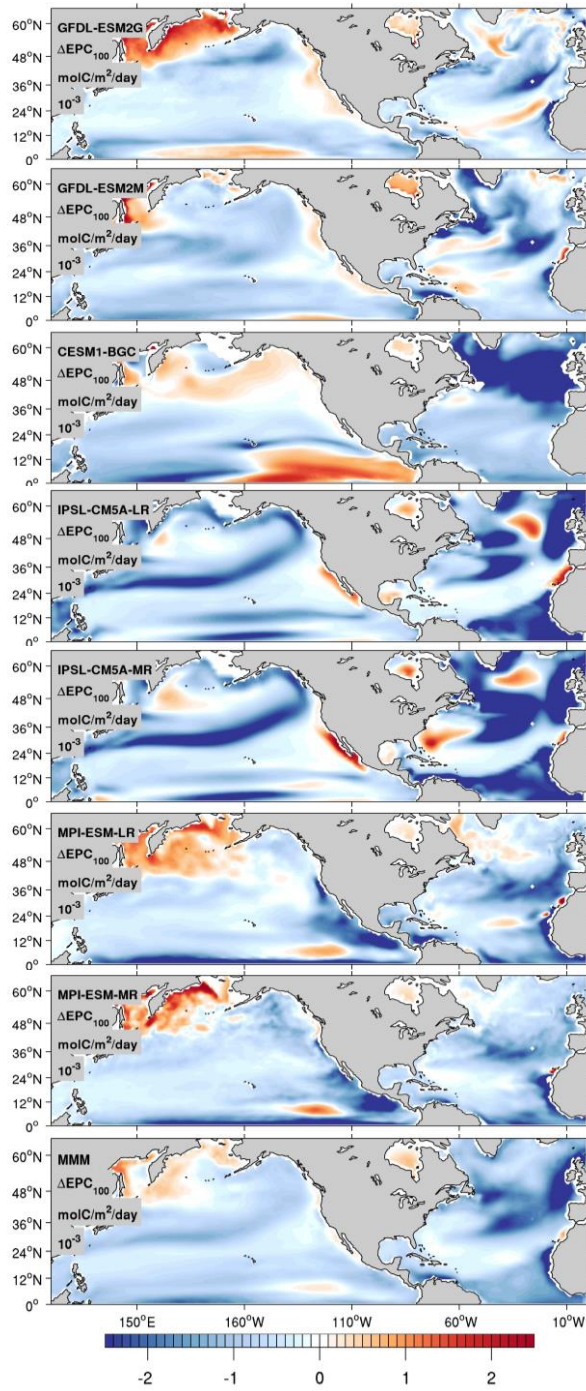 GFDL-ESM2G
ΔEPC₁₀₀
molC/m²/day
10⁻³
60°N
48°N
36°N
24°N
12°N
0°
GFDL-ESM2M
ΔEPC₁₀₀
molC/m²/day
10⁻³
60°N
48°N
36°N
24°N
12°N
0°
CESM1-BGC
ΔEPC₁₀₀
molC/m²/day
10⁻³
60°N
48°N
36°N
24°N
12°N
0°
IPSL-CM5A-LR
ΔEPC₁₀₀
molC/m²/day
10⁻³
60°N
48°N
36°N
24°N
12°N
0°
IPSL-CM5A-MR
ΔEPC₁₀₀
molC/m²/day
10⁻³
60°N
48°N
36°N
24°N
12°N
0°
MPI-ESM-LR
ΔEPC₁₀₀
molC/m²/day
10⁻³
60°N
48°N
36°N
24°N
12°N
0°
MPI-ESM-MR
ΔEPC₁₀₀
molC/m²/day
10⁻³
60°N
48°N
36°N
24°N
12°N
0°
MMM
ΔEPC₁₀₀
molC/m²/day
10⁻³
60°N
48°N
36°N
24°N
12°N
0°
150°E 160°W 110°W 60°W 10°W
-2 -1 0 1 2